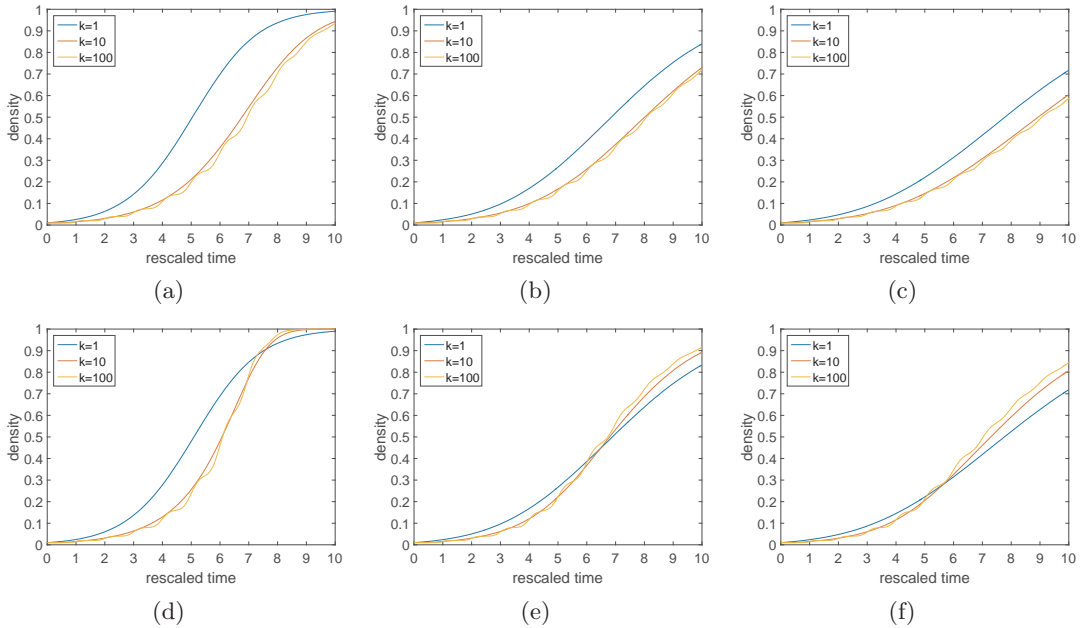 1
0.9
0.8
0.7
0.6
0.5
0.4
0.3
0.2
0.1
0
density
k=1
k=10
k=100
0 1 2 3 4 5 6 7 8 9 10
rescaled time
(a)
1
0.9
0.8
0.7
0.6
0.5
0.4
0.3
0.2
0.1
0
density
k=1
k=10
k=100
0 1 2 3 4 5 6 7 8 9 10
rescaled time
(b)
1
0.9
0.8
0.7
0.6
0.5
0.4
0.3
0.2
0.1
0
density
k=1
k=10
k=100
0 1 2 3 4 5 6 7 8 9 10
rescaled time
(c)
1
0.9
0.8
0.7
0.6
0.5
0.4
0.3
0.2
0.1
0
density
k=1
k=10
k=100
0 1 2 3 4 5 6 7 8 9 10
rescaled time
(d)
1
0.9
0.8
0.7
0.6
0.5
0.4
0.3
0.2
0.1
0
density
k=1
k=10
k=100
0 1 2 3 4 5 6 7 8 9 10
rescaled time
(e)
1
0.9
0.8
0.7
0.6
0.5
0.4
0.3
0.2
0.1
0
density
k=1
k=10
k=100
0 1 2 3 4 5 6 7 8 9 10
rescaled time
(f)